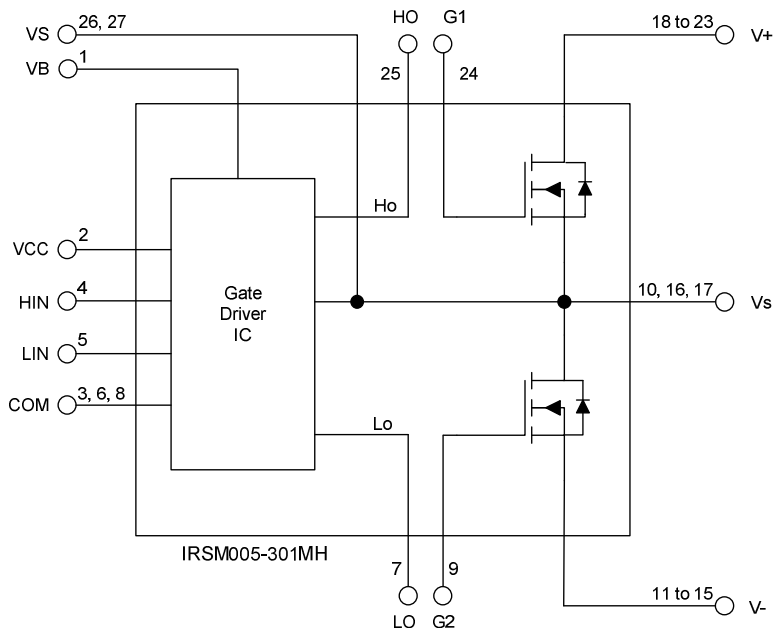 HO G1
VS 26, 27
18 to 23 V+
VB 1
25 24
Ho
VCC 2
Gate
Driver
IC
HIN 4
10, 16, 17 Vs
LIN 5
COM 3, 6, 8
Lo
IRSM005-301MH
7 9
11 to 15 V-
LO G2